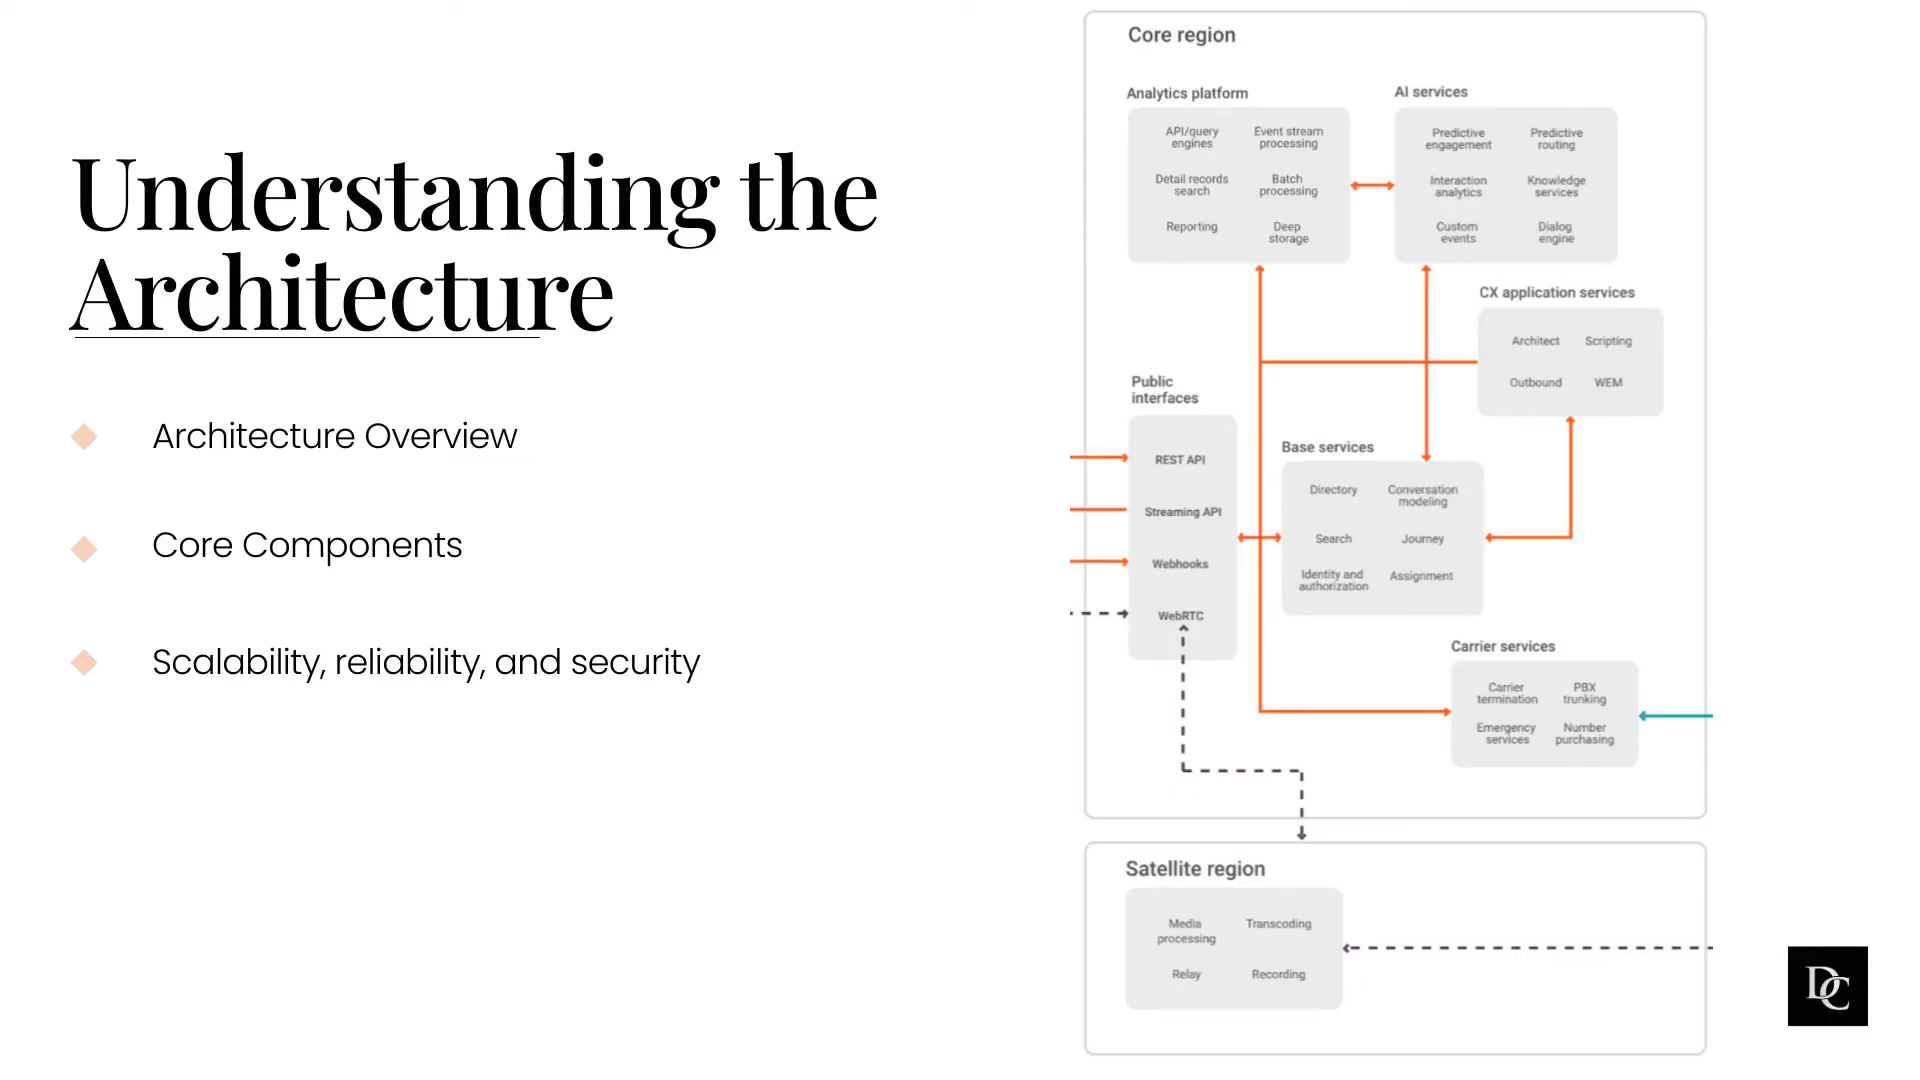 Understanding the
Architecture
Architecture Overview
Core Components
Scalability, reliability, and security
Core region
Analytics platform
API/query
engines
Event stream
processing
Detail records
search
Batch
processing
Reporting
Deep
storage
AI services
Predictive
engagement
Predictive
routing
Interaction
analytics
Knowledge
services
Custom
events
Dialog
engine
CX application services
Architect
Scripting
Outbound
WEM
Public
interfaces
REST API
Streaming API
Webhooks
WebRTC
Base services
Directory
Conversation
modeling
Search
Journey
Identity and
authorization
Assignment
Carrier services
Carrier
termination
PBX
trunking
Emergency
services
Number
purchasing
Satellite region
Media
processing
Transcoding
Relay
Recording
DC